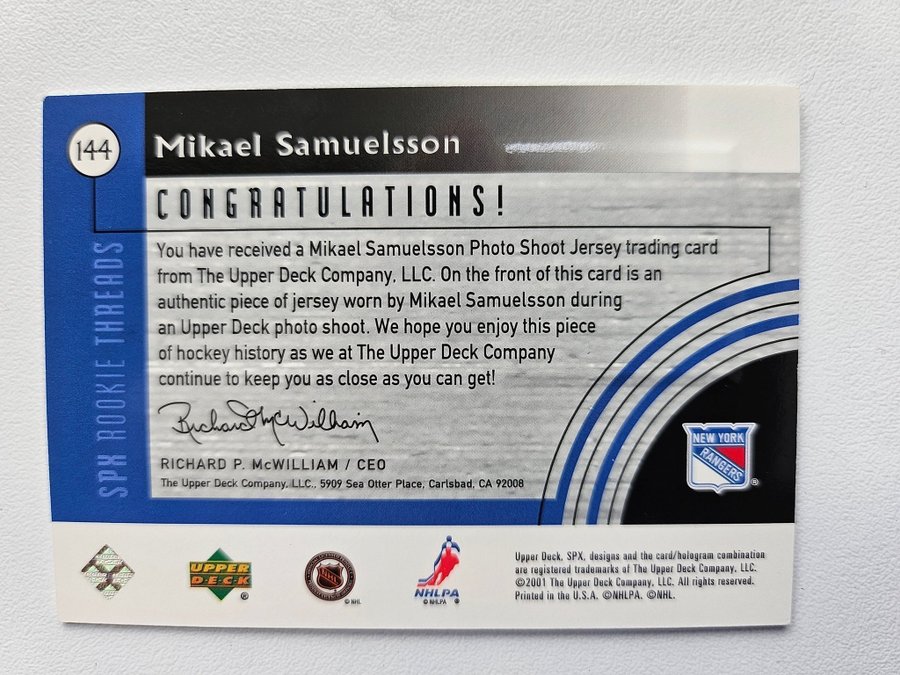 144
Mikael Samuelsson
CONGRATULATIONS!
You have received a Mikael Samuelsson Photo Shoot Jersey trading card
from The Upper Deck Company, LLC. On the front of this card is an
authentic piece of jersey worn by Mikael Samuelsson during
an Upper Deck photo shoot. We hope you enjoy this piece
of hockey history as we at The Upper Deck Company
continue to keep you as close as you can get!
Richard McWilliam
RICHARD P. McWILLIAM / CEO
The Upper Deck Company, LLC., 5909 Sea Otter Place, Carlsbad, CA 92008
SPX ROOKIE THREADS
NEW YORK
RANGERS
®
UPPER
DECK
®
NHL
© NHL
NHLPA
© NHLPA ®
Upper Deck, SPX, designs and the card/hologram combination
are registered trademarks of The Upper Deck Company, LLC.
©2001 The Upper Deck Company, LLC. All rights reserved.
Printed in the U.S.A. ©NHLPA. ©NHL.